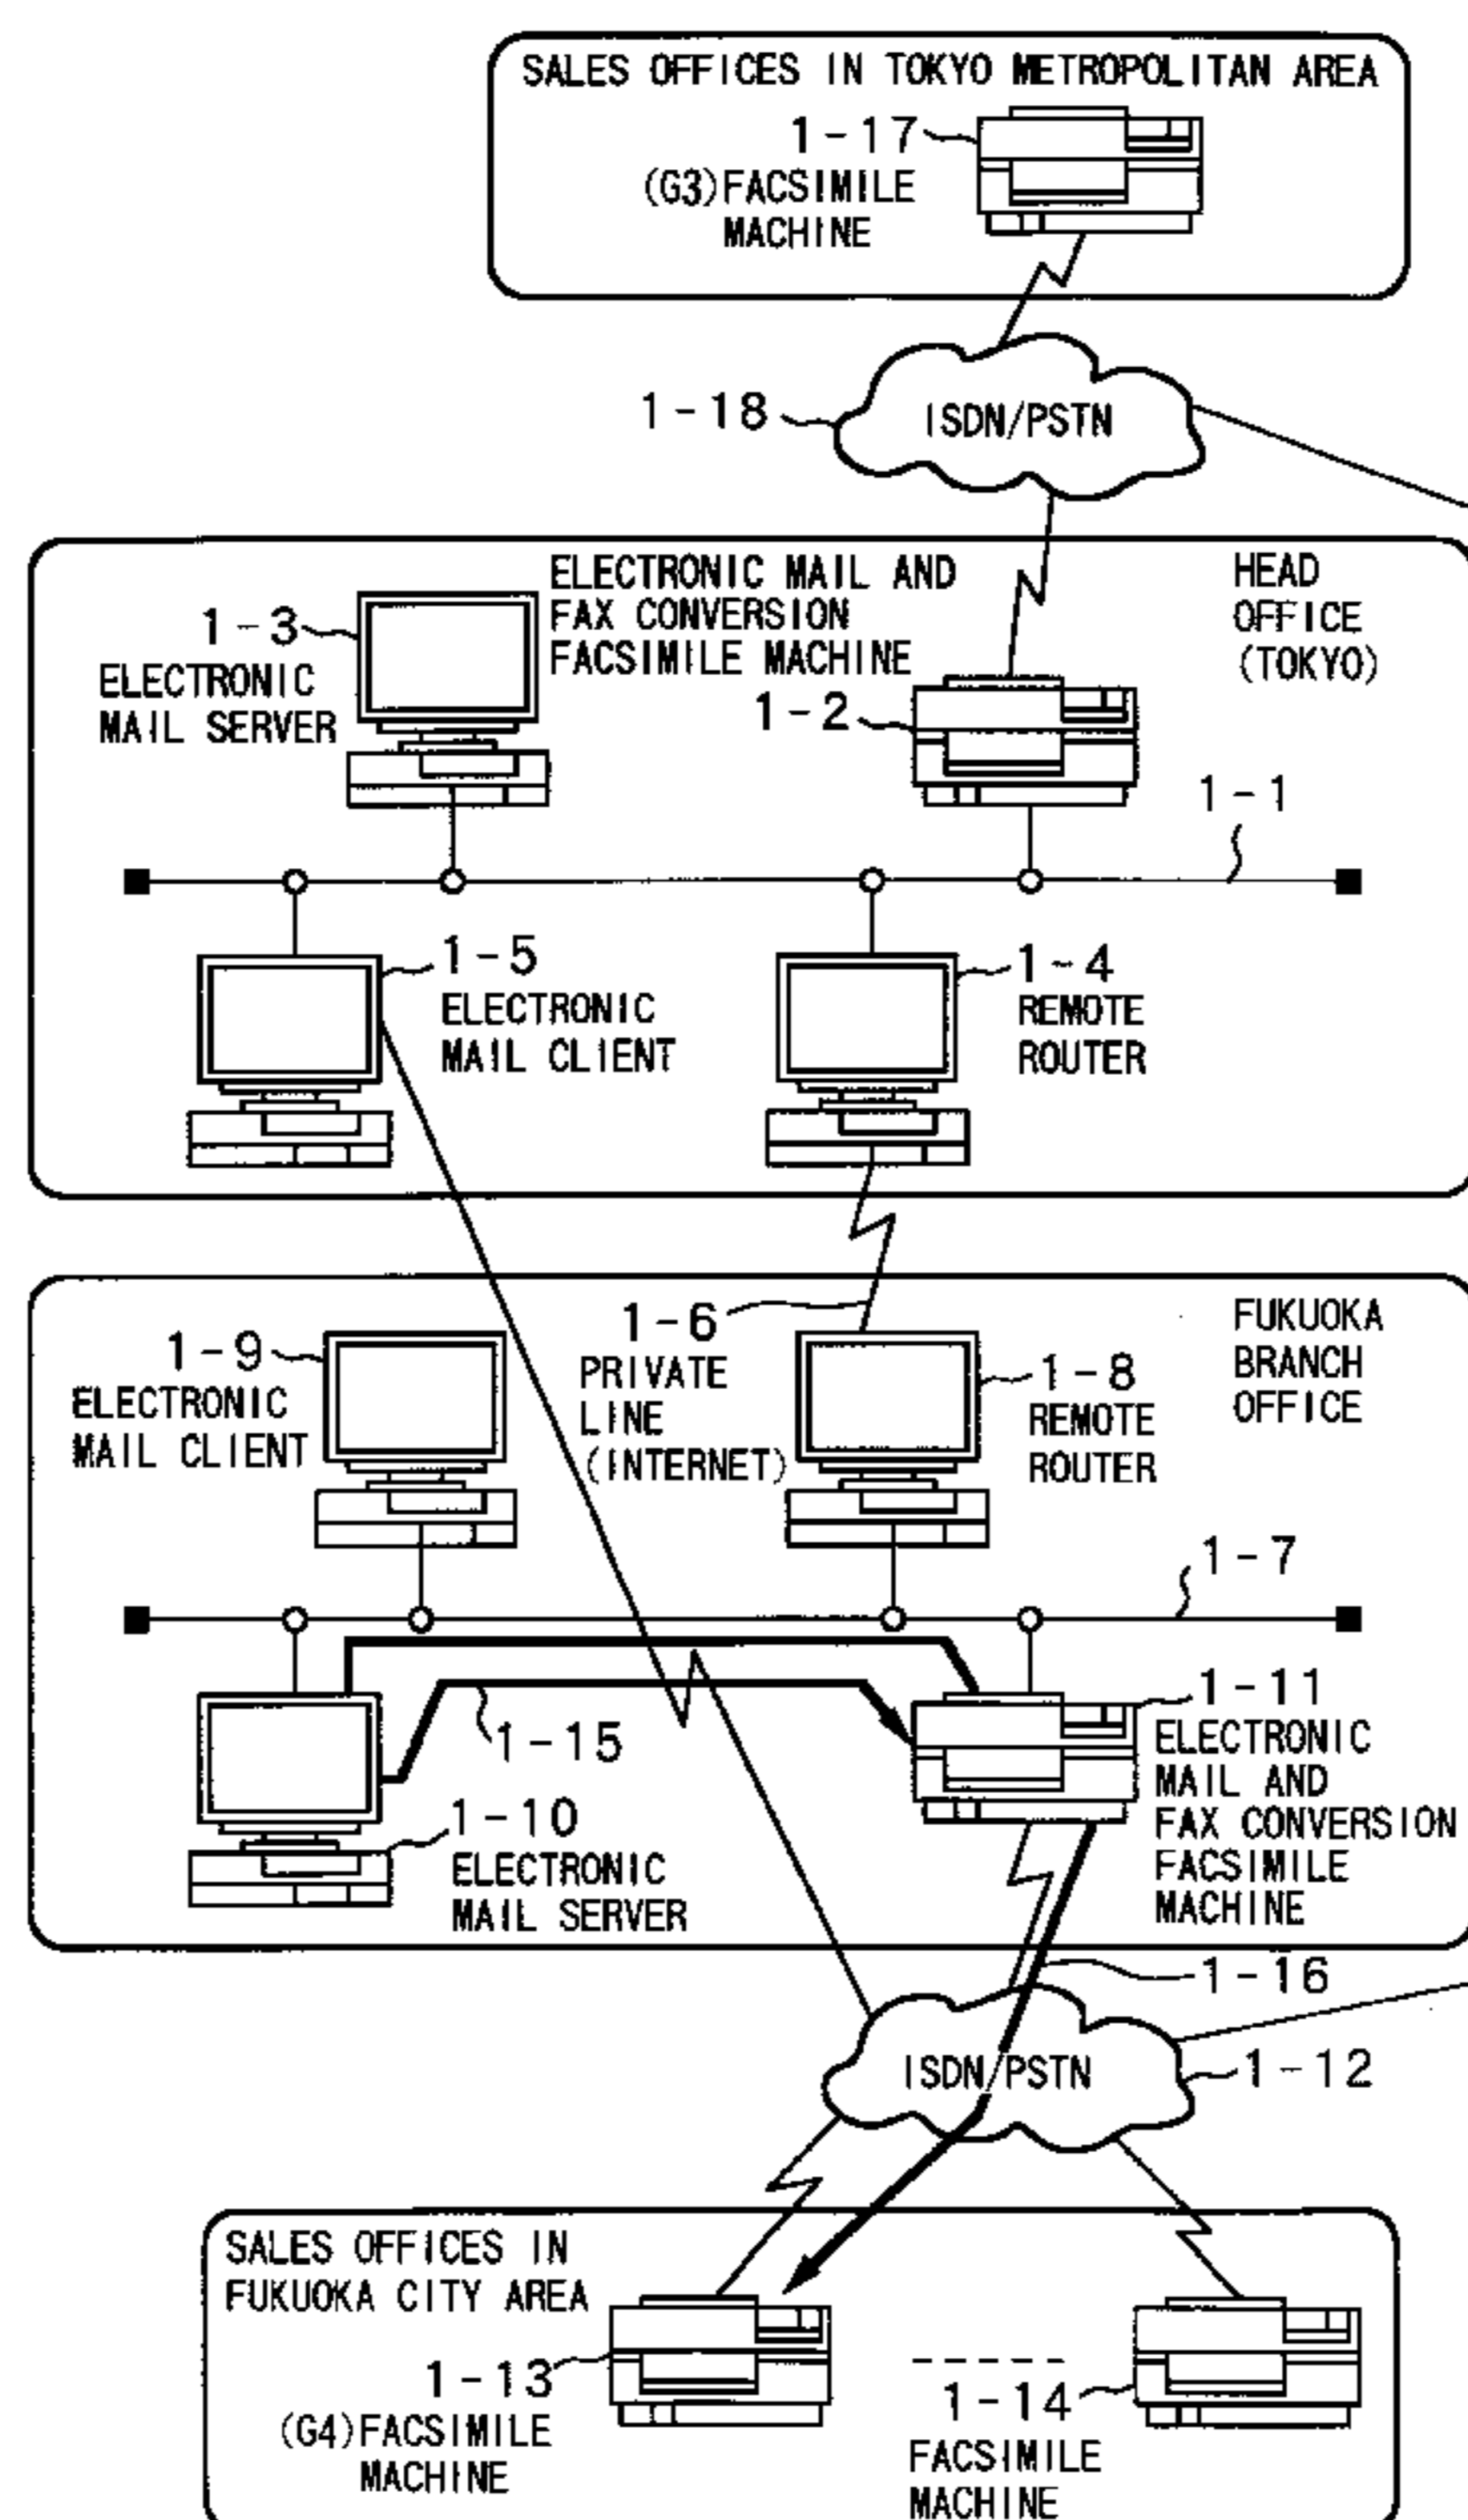 SALES OFFICES IN TOKYO METROPOLITAN AREA
1-17
(G3)FACSIMILE
MACHINE
1-18
ISDN/PSTN
ELECTRONIC MAIL AND
FAX CONVERSION
FACSIMILE MACHINE
HEAD
OFFICE
(TOKYO)
1-3
ELECTRONIC
MAIL SERVER
1-2
1-1
1-5
ELECTRONIC
MAIL CLIENT
1-4
REMOTE
ROUTER
1-6
PRIVATE
LINE
(INTERNET)
FUKUOKA
BRANCH
OFFICE
1-9
ELECTRONIC
MAIL CLIENT
1-8
REMOTE
ROUTER
1-7
1-11
ELECTRONIC
MAIL AND
FAX CONVERSION
FACSIMILE
MACHINE
1-15
1-10
ELECTRONIC
MAIL SERVER
1-16
ISDN/PSTN
1-12
SALES OFFICES IN
FUKUOKA CITY AREA
1-13
(G4)FACSIMILE
MACHINE
1-14
FACSIMILE
MACHINE